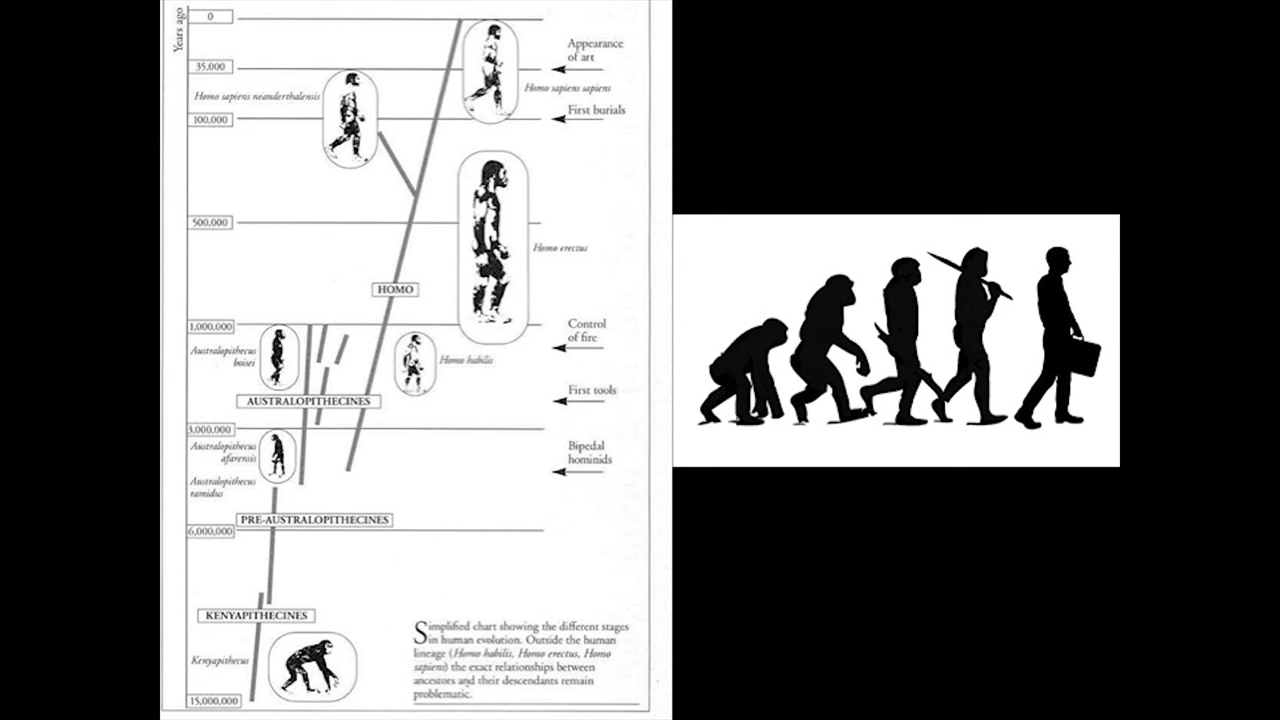 Years ago
0
Appearance
of art
35,000
Homo sapiens sapiens
Homo sapiens neanderthalensis
First burials
100,000
500,000
Homo erectus
HOMO
1,000,000
Control
of fire
Australopithecus
boisei
Homo habilis
First tools
AUSTRALOPITHECINES
3,000,000
Australopithecus
afarensis
Bipedal
hominids
Australopithecus
ramidus
PRE-AUSTRALOPITHECINES
6,000,000
KENYAPITHECINES
Kenyapithecus
15,000,000
Simplified chart showing the different stages
in human evolution. Outside the human
lineage (Homo habilis, Homo erectus, Homo
sapiens) the exact relationships between
ancestors and their descendants remain
problematic.